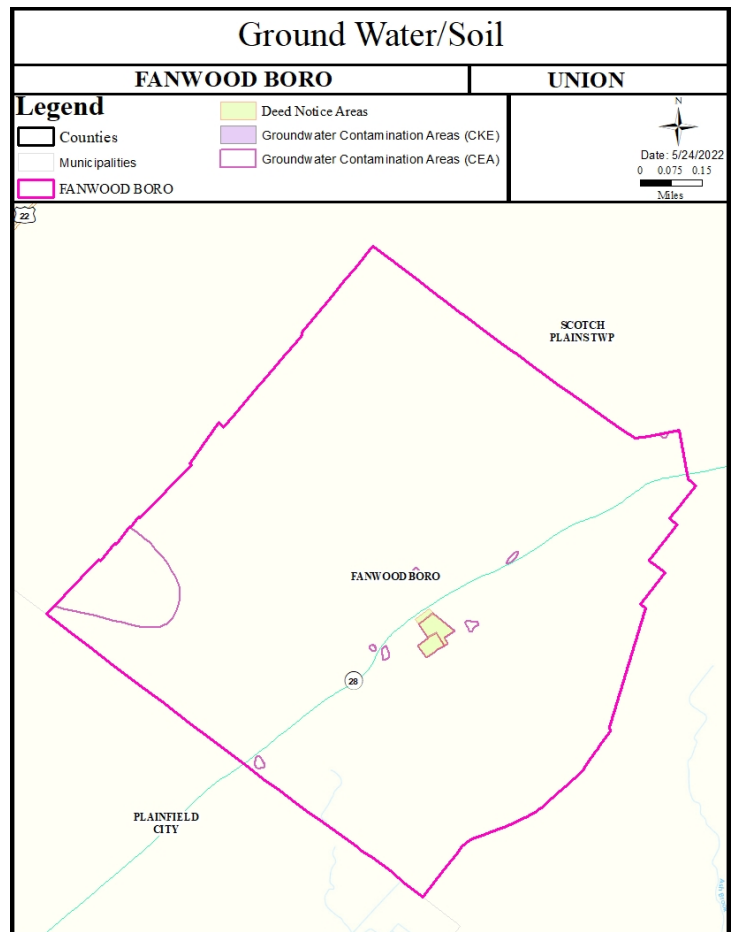 Ground Water/Soil
FANWOOD BORO
UNION
Legend
Counties
Municipalities
FANWOOD BORO
Deed Notice Areas
Groundwater Contamination Areas (CKE)
Groundwater Contamination Areas (CEA)
N
Date: 5/24/2022
0 0.075 0.15
Miles
22
SCOTCH
PLAINS TWP
FANWOOD BORO
28
PLAINFIELD
CITY